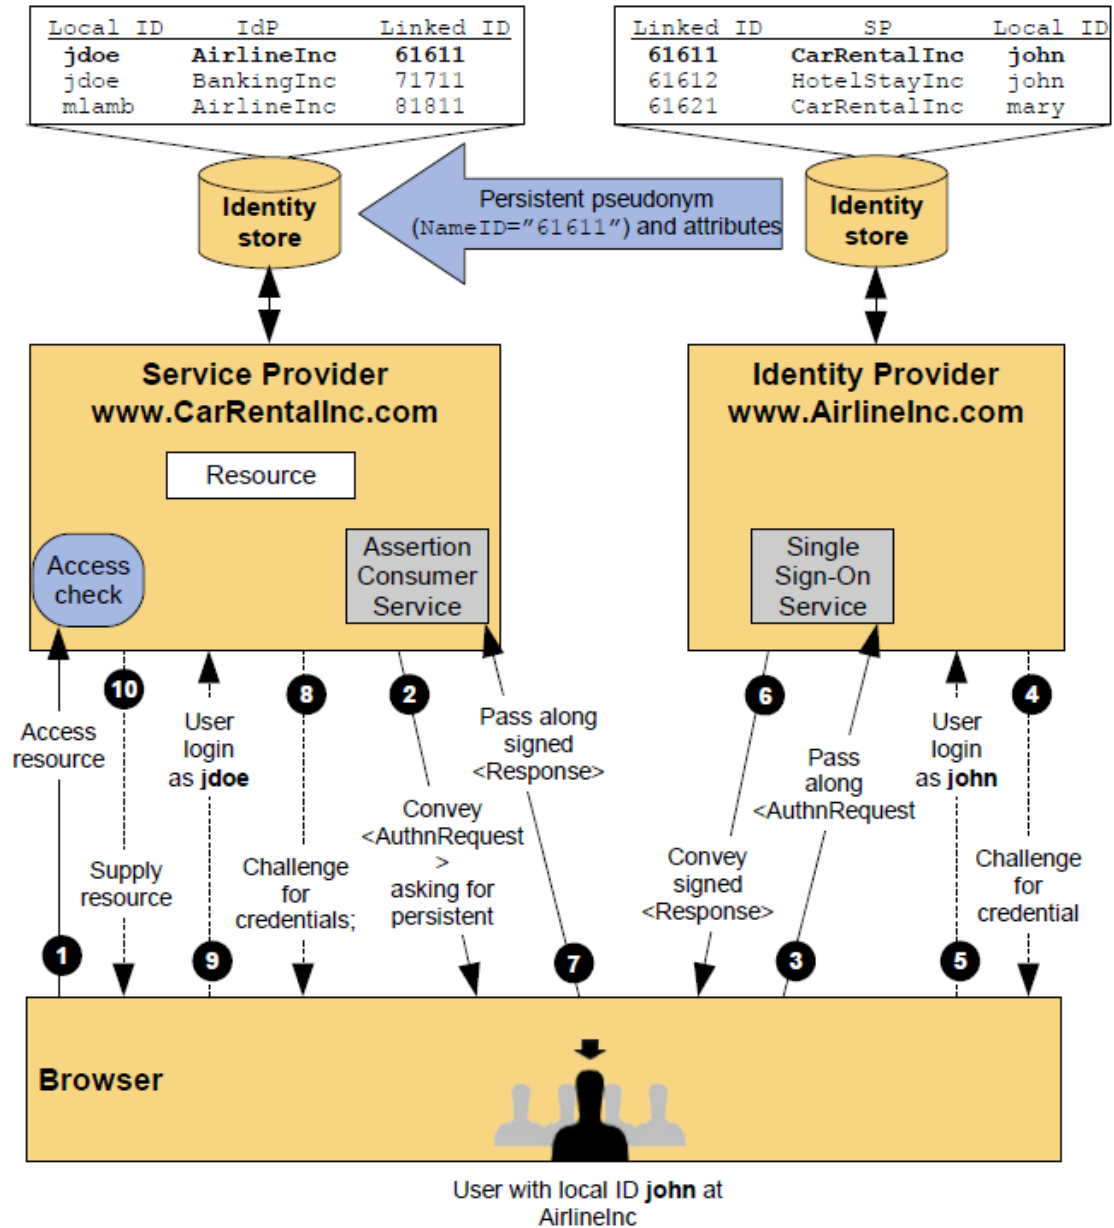 Local ID IdP Linked ID
jdoe AirlineInc 61611
jdoe BankingInc 71711
mlamb AirlineInc 81811
Linked ID SP Local ID
61611 CarRentalInc john
61612 HotelStayInc john
61621 CarRentalInc mary
Identity
store
Persistent pseudonym
(NameID="61611") and attributes
Identity
store
Service Provider
www.CarRentalInc.com
Resource
Access
check
Assertion
Consumer
Service
Identity Provider
www.AirlineInc.com
Single
Sign-On
Service
1
Access
resource
10
Supply
resource
9
User
login
as jdoe
8
Challenge
for
credentials;
2
Convey
<AuthnRequest
>
asking for
persistent
7
Pass along
signed
<Response>
6
Convey
signed
<Response>
3
Pass
along
<AuthnRequest
5
User
login
as john
4
Challenge
for
credential
Browser
User with local ID john at
AirlineInc